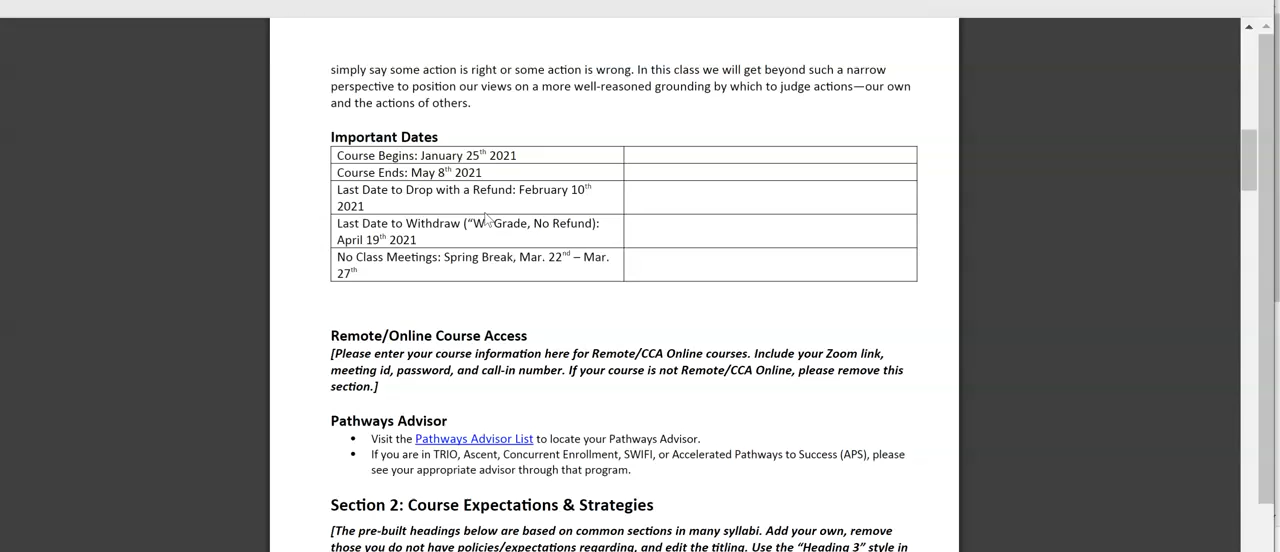 simply say some action is right or some action is wrong. In this class we will get beyond such a narrow
perspective to position our views on a more well-reasoned grounding by which to judge actions—our own
and the actions of others.
Important Dates
Course Begins: January 25th 2021
Course Ends: May 8th 2021
Last Date to Drop with a Refund: February 10th
2021
Last Date to Withdraw (“W” Grade, No Refund):
April 19th 2021
No Class Meetings: Spring Break, Mar. 22nd – Mar.
27th
Remote/Online Course Access
[Please enter your course information here for Remote/CCA Online courses. Include your Zoom link,
meeting id, password, and call-in number. If your course is not Remote/CCA Online, please remove this
section.]
Pathways Advisor
• Visit the Pathways Advisor List to locate your Pathways Advisor.
• If you are in TRIO, Ascent, Concurrent Enrollment, SWIFI, or Accelerated Pathways to Success (APS), please
see your appropriate advisor through that program.
Section 2: Course Expectations & Strategies
[The pre-built headings below are based on common sections in many syllabi. Add your own, remove
those you do not have policies/expectations regarding, and edit the titling. Use the “Heading 3” style in